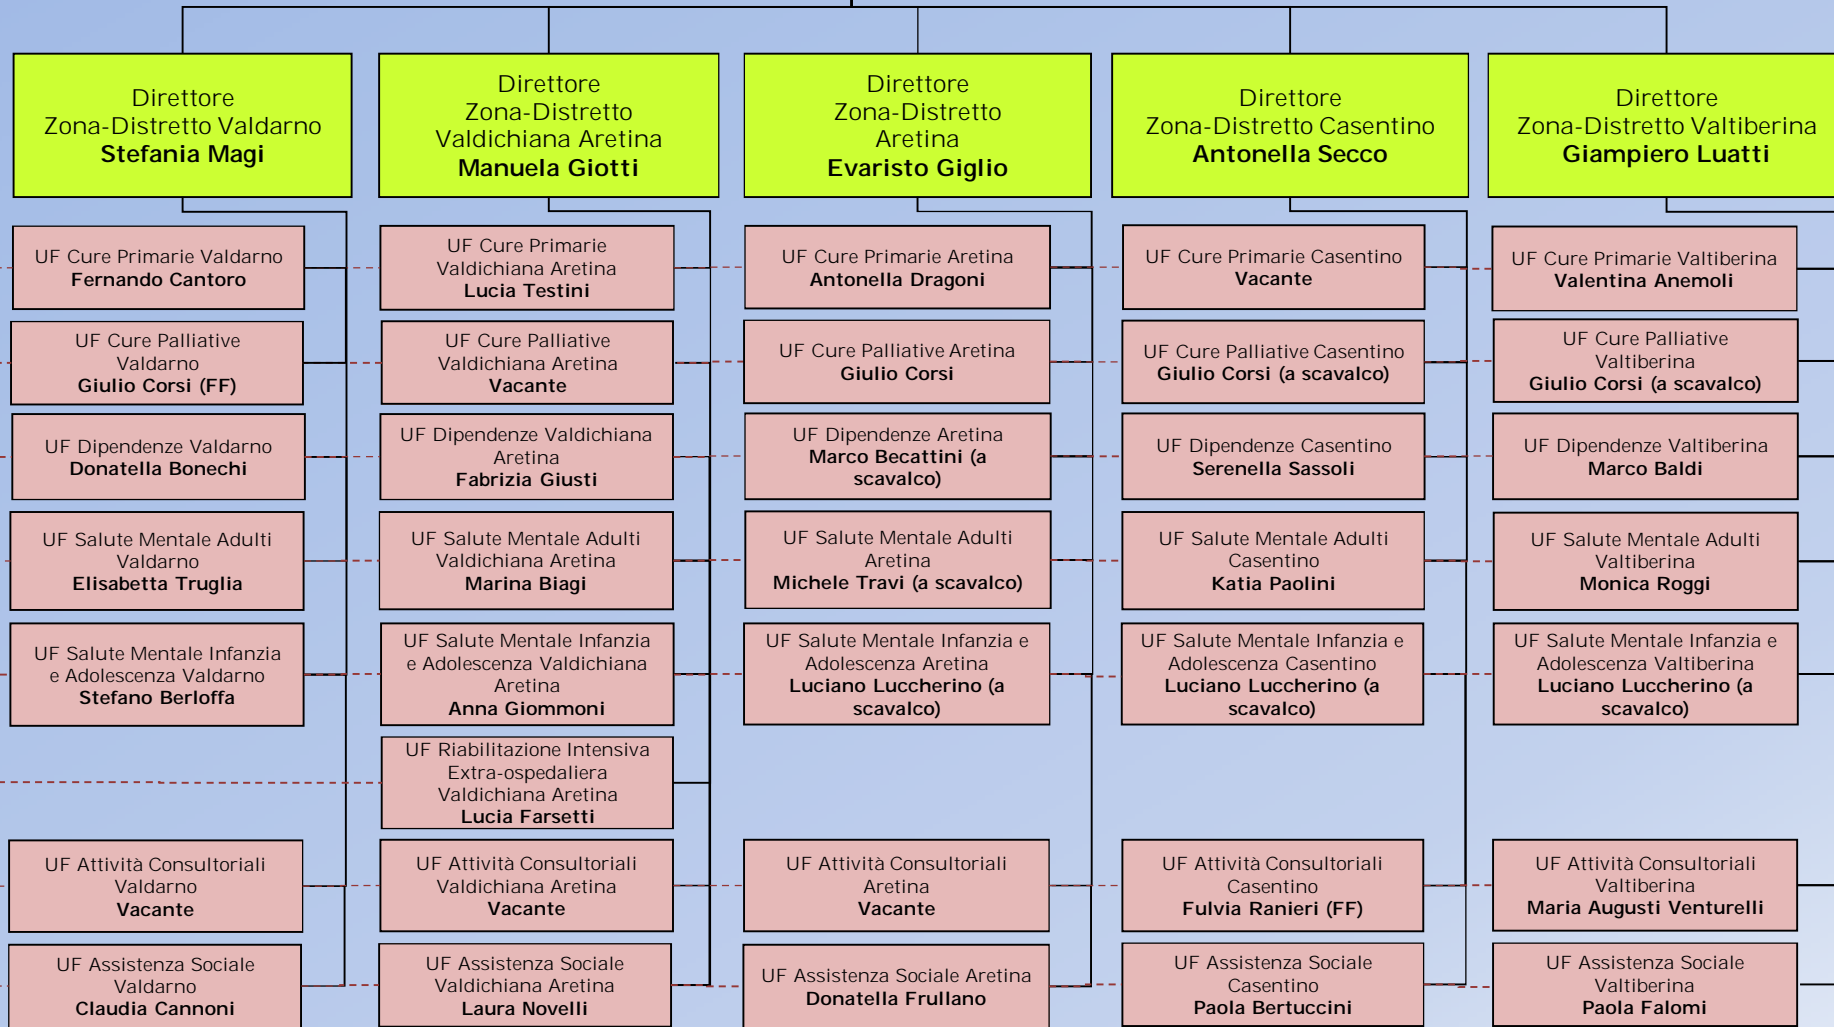 Direttore
Zona-Distretto Valdarno
Stefania Magi
Direttore
Zona-Distretto
Valdichiana Aretina
Manuela Giotti
Direttore
Zona-Distretto
Aretina
Evaristo Giglio
Direttore
Zona-Distretto Casentino
Antonella Secco
Direttore
Zona-Distretto Valtiberina
Giampiero Luatti
UF Cure Primarie Valdarno
Fernando Cantoro
UF Cure Primarie
Valdichiana Aretina
Lucia Testini
UF Cure Primarie Aretina
Antonella Dragoni
UF Cure Primarie Casentino
Vacante
UF Cure Primarie Valtiberina
Valentina Anemoli
UF Cure Palliative
Valdarno
Giulio Corsi (FF)
UF Cure Palliative
Valdichiana Aretina
Vacante
UF Cure Palliative Aretina
Giulio Corsi
UF Cure Palliative Casentino
Giulio Corsi (a scavalco)
UF Cure Palliative
Valtiberina
Giulio Corsi (a scavalco)
UF Dipendenze Valdarno
Donatella Bonechi
UF Dipendenze Valdichiana
Aretina
Fabrizia Giusti
UF Dipendenze Aretina
Marco Becattini (a
scavalco)
UF Dipendenze Casentino
Serenella Sassoli
UF Dipendenze Valtiberina
Marco Baldi
UF Salute Mentale Adulti
Valdarno
Elisabetta Truglia
UF Salute Mentale Adulti
Valdichiana Aretina
Marina Biagi
UF Salute Mentale Adulti
Aretina
Michele Travi (a scavalco)
UF Salute Mentale Adulti
Casentino
Katia Paolini
UF Salute Mentale Adulti
Valtiberina
Monica Roggi
UF Salute Mentale Infanzia
e Adolescenza Valdarno
Stefano Berloffa
UF Salute Mentale Infanzia
e Adolescenza Valdichiana
Aretina
Anna Giommoni
UF Salute Mentale Infanzia e
Adolescenza Aretina
Luciano Luccherino (a
scavalco)
UF Salute Mentale Infanzia e
Adolescenza Casentino
Luciano Luccherino (a
scavalco)
UF Salute Mentale Infanzia e
Adolescenza Valtiberina
Luciano Luccherino (a
scavalco)
UF Riabilitazione Intensiva
Extra-ospedaliera
Valdichiana Aretina
Lucia Farsetti
UF Attività Consultoriali
Valdarno
Vacante
UF Attività Consultoriali
Valdichiana Aretina
Vacante
UF Attività Consultoriali
Aretina
Vacante
UF Attività Consultoriali
Casentino
Fulvia Ranieri (FF)
UF Attività Consultoriali
Valtiberina
Maria Augusti Venturelli
UF Assistenza Sociale
Valdarno
Claudia Cannoni
UF Assistenza Sociale
Valdichiana Aretina
Laura Novelli
UF Assistenza Sociale Aretina
Donatella Frullano
UF Assistenza Sociale
Casentino
Paola Bertuccini
UF Assistenza Sociale
Valtiberina
Paola Falomi